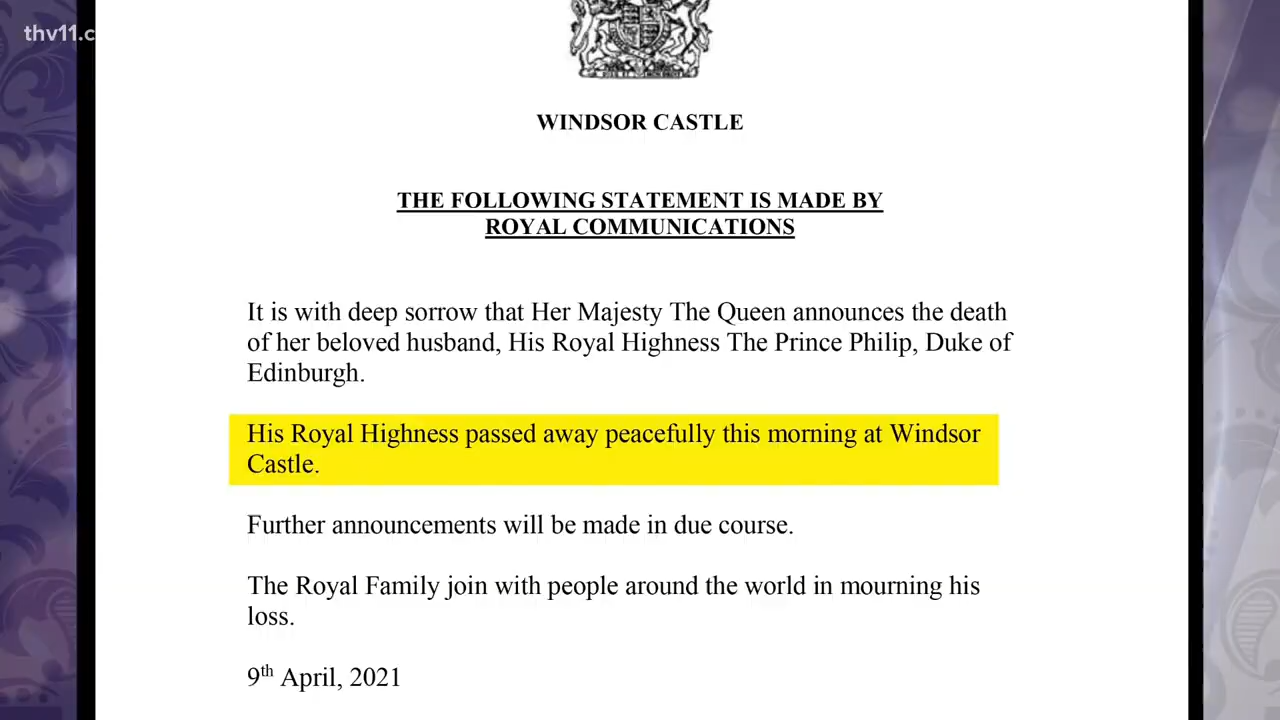 thv11.c
WINDSOR CASTLE
THE FOLLOWING STATEMENT IS MADE BY
ROYAL COMMUNICATIONS
It is with deep sorrow that Her Majesty The Queen announces the death
of her beloved husband, His Royal Highness The Prince Philip, Duke of
Edinburgh.
His Royal Highness passed away peacefully this morning at Windsor
Castle.
Further announcements will be made in due course.
The Royal Family join with people around the world in mourning his
loss.
9th April, 2021